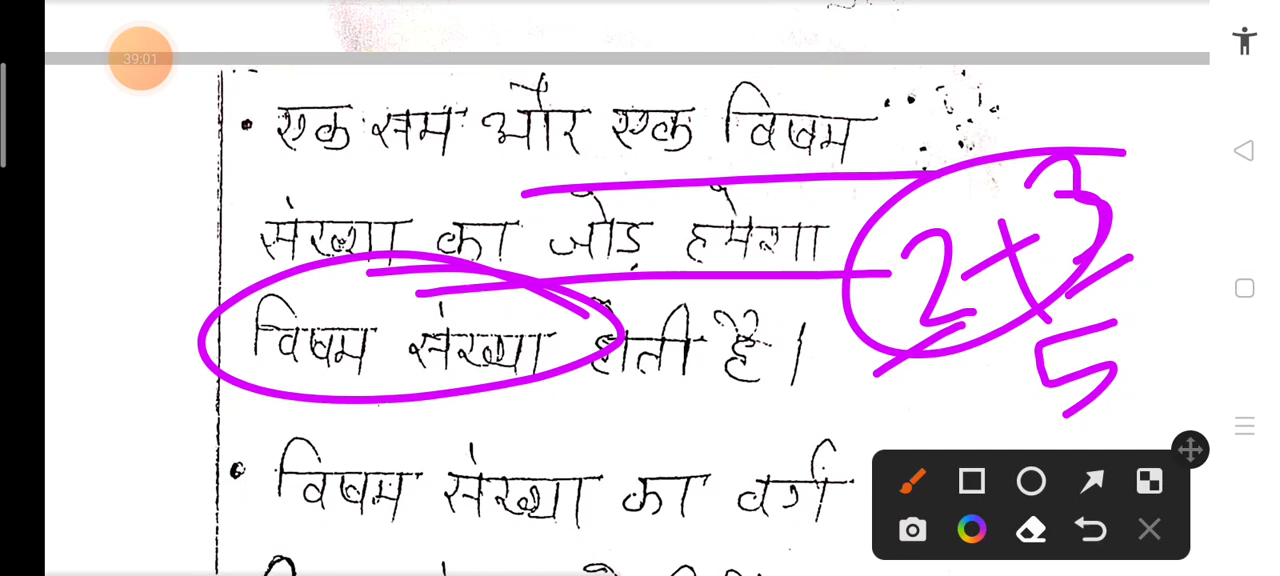 39:01
• एक सम और एक विषम
संख्या का जोड़ हमेशा
विषम संख्या होती है।
2 + 3
5
• विषम संख्या का वर्ग